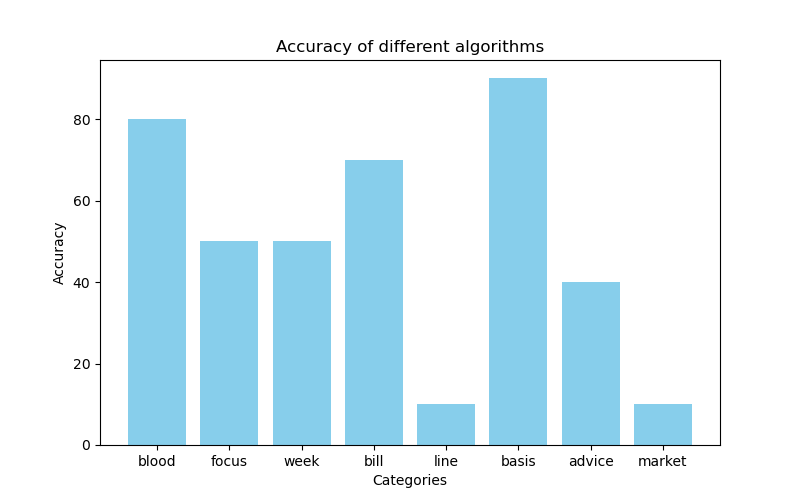 Accuracy of different algorithms
Accuracy
80
60
40
20
0
blood focus week bill line basis advice market
Categories